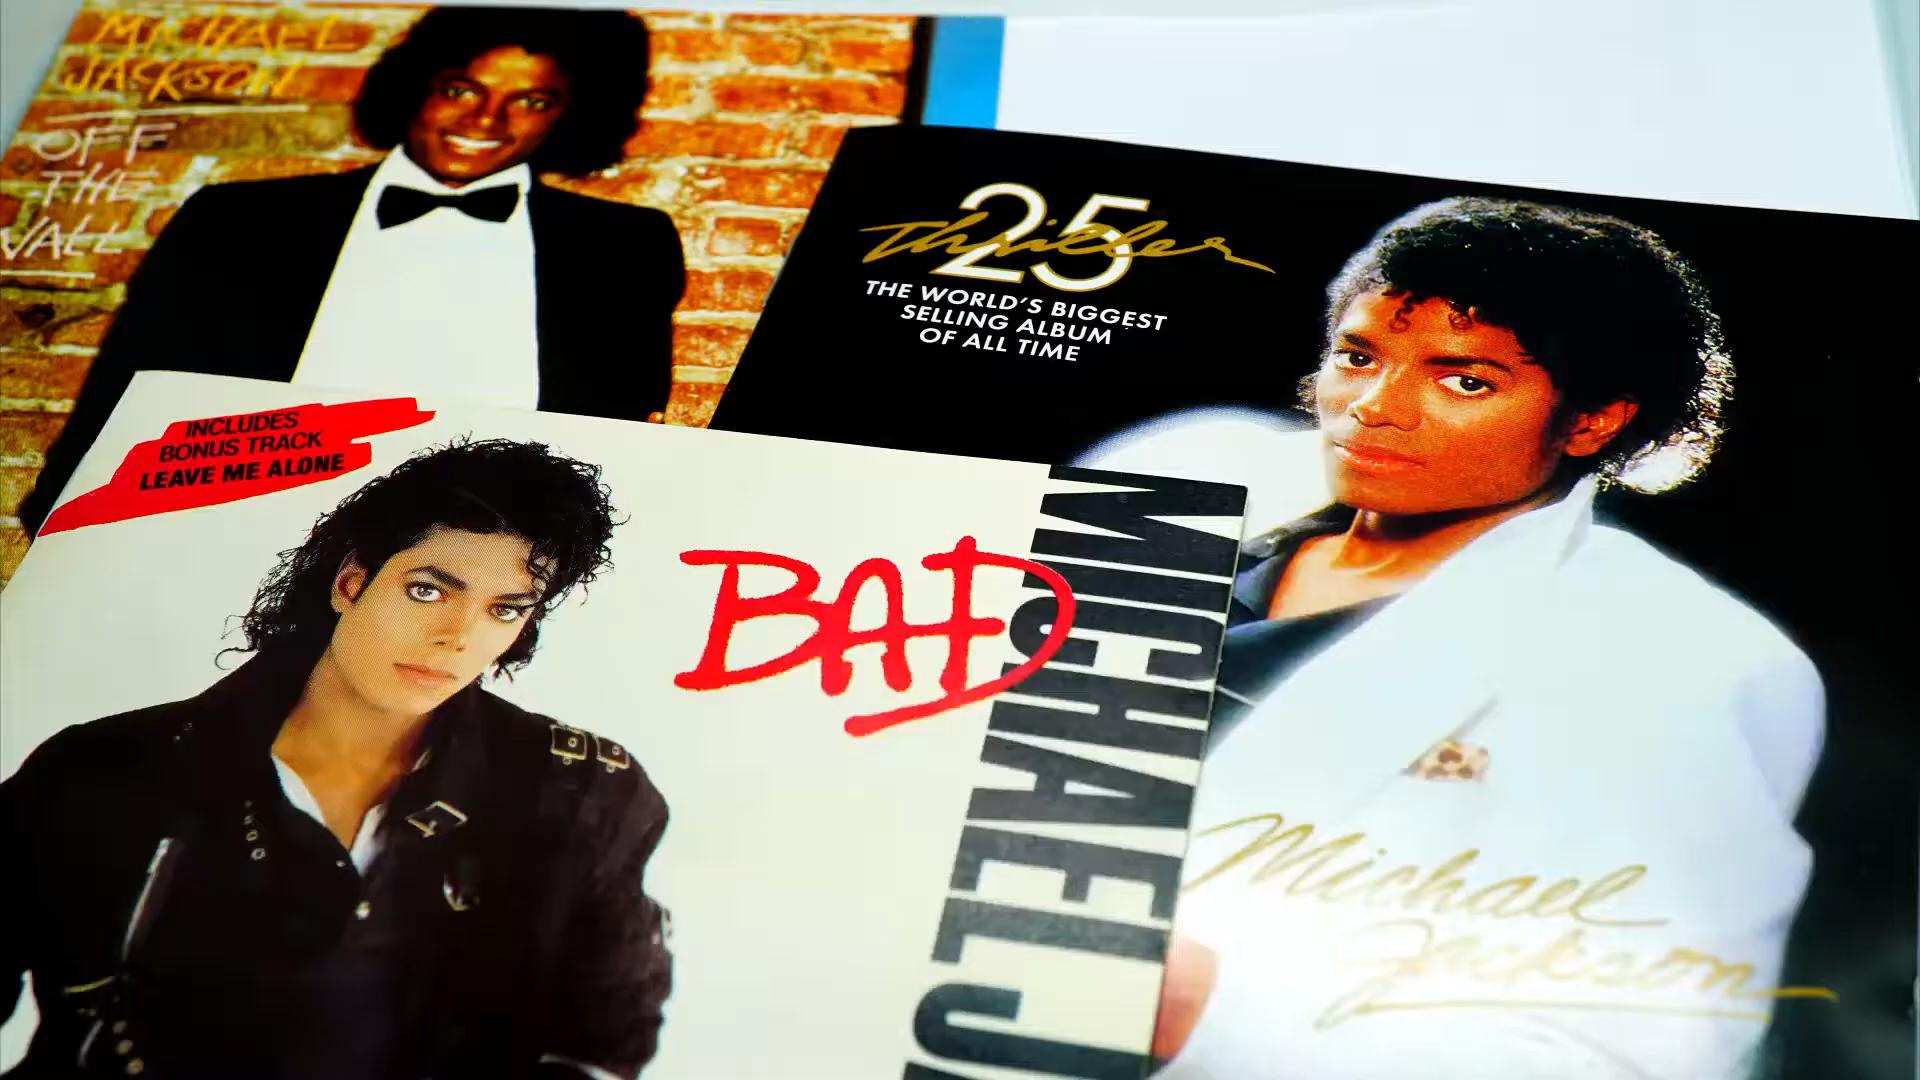 MICHAEL
JACKSON
OFF
THE
WALL
25
Thriller
THE WORLD'S BIGGEST
SELLING ALBUM
OF ALL TIME
INCLUDES
BONUS TRACK
LEAVE ME ALONE
BAD
MICHAEL J
Michael
Jackson